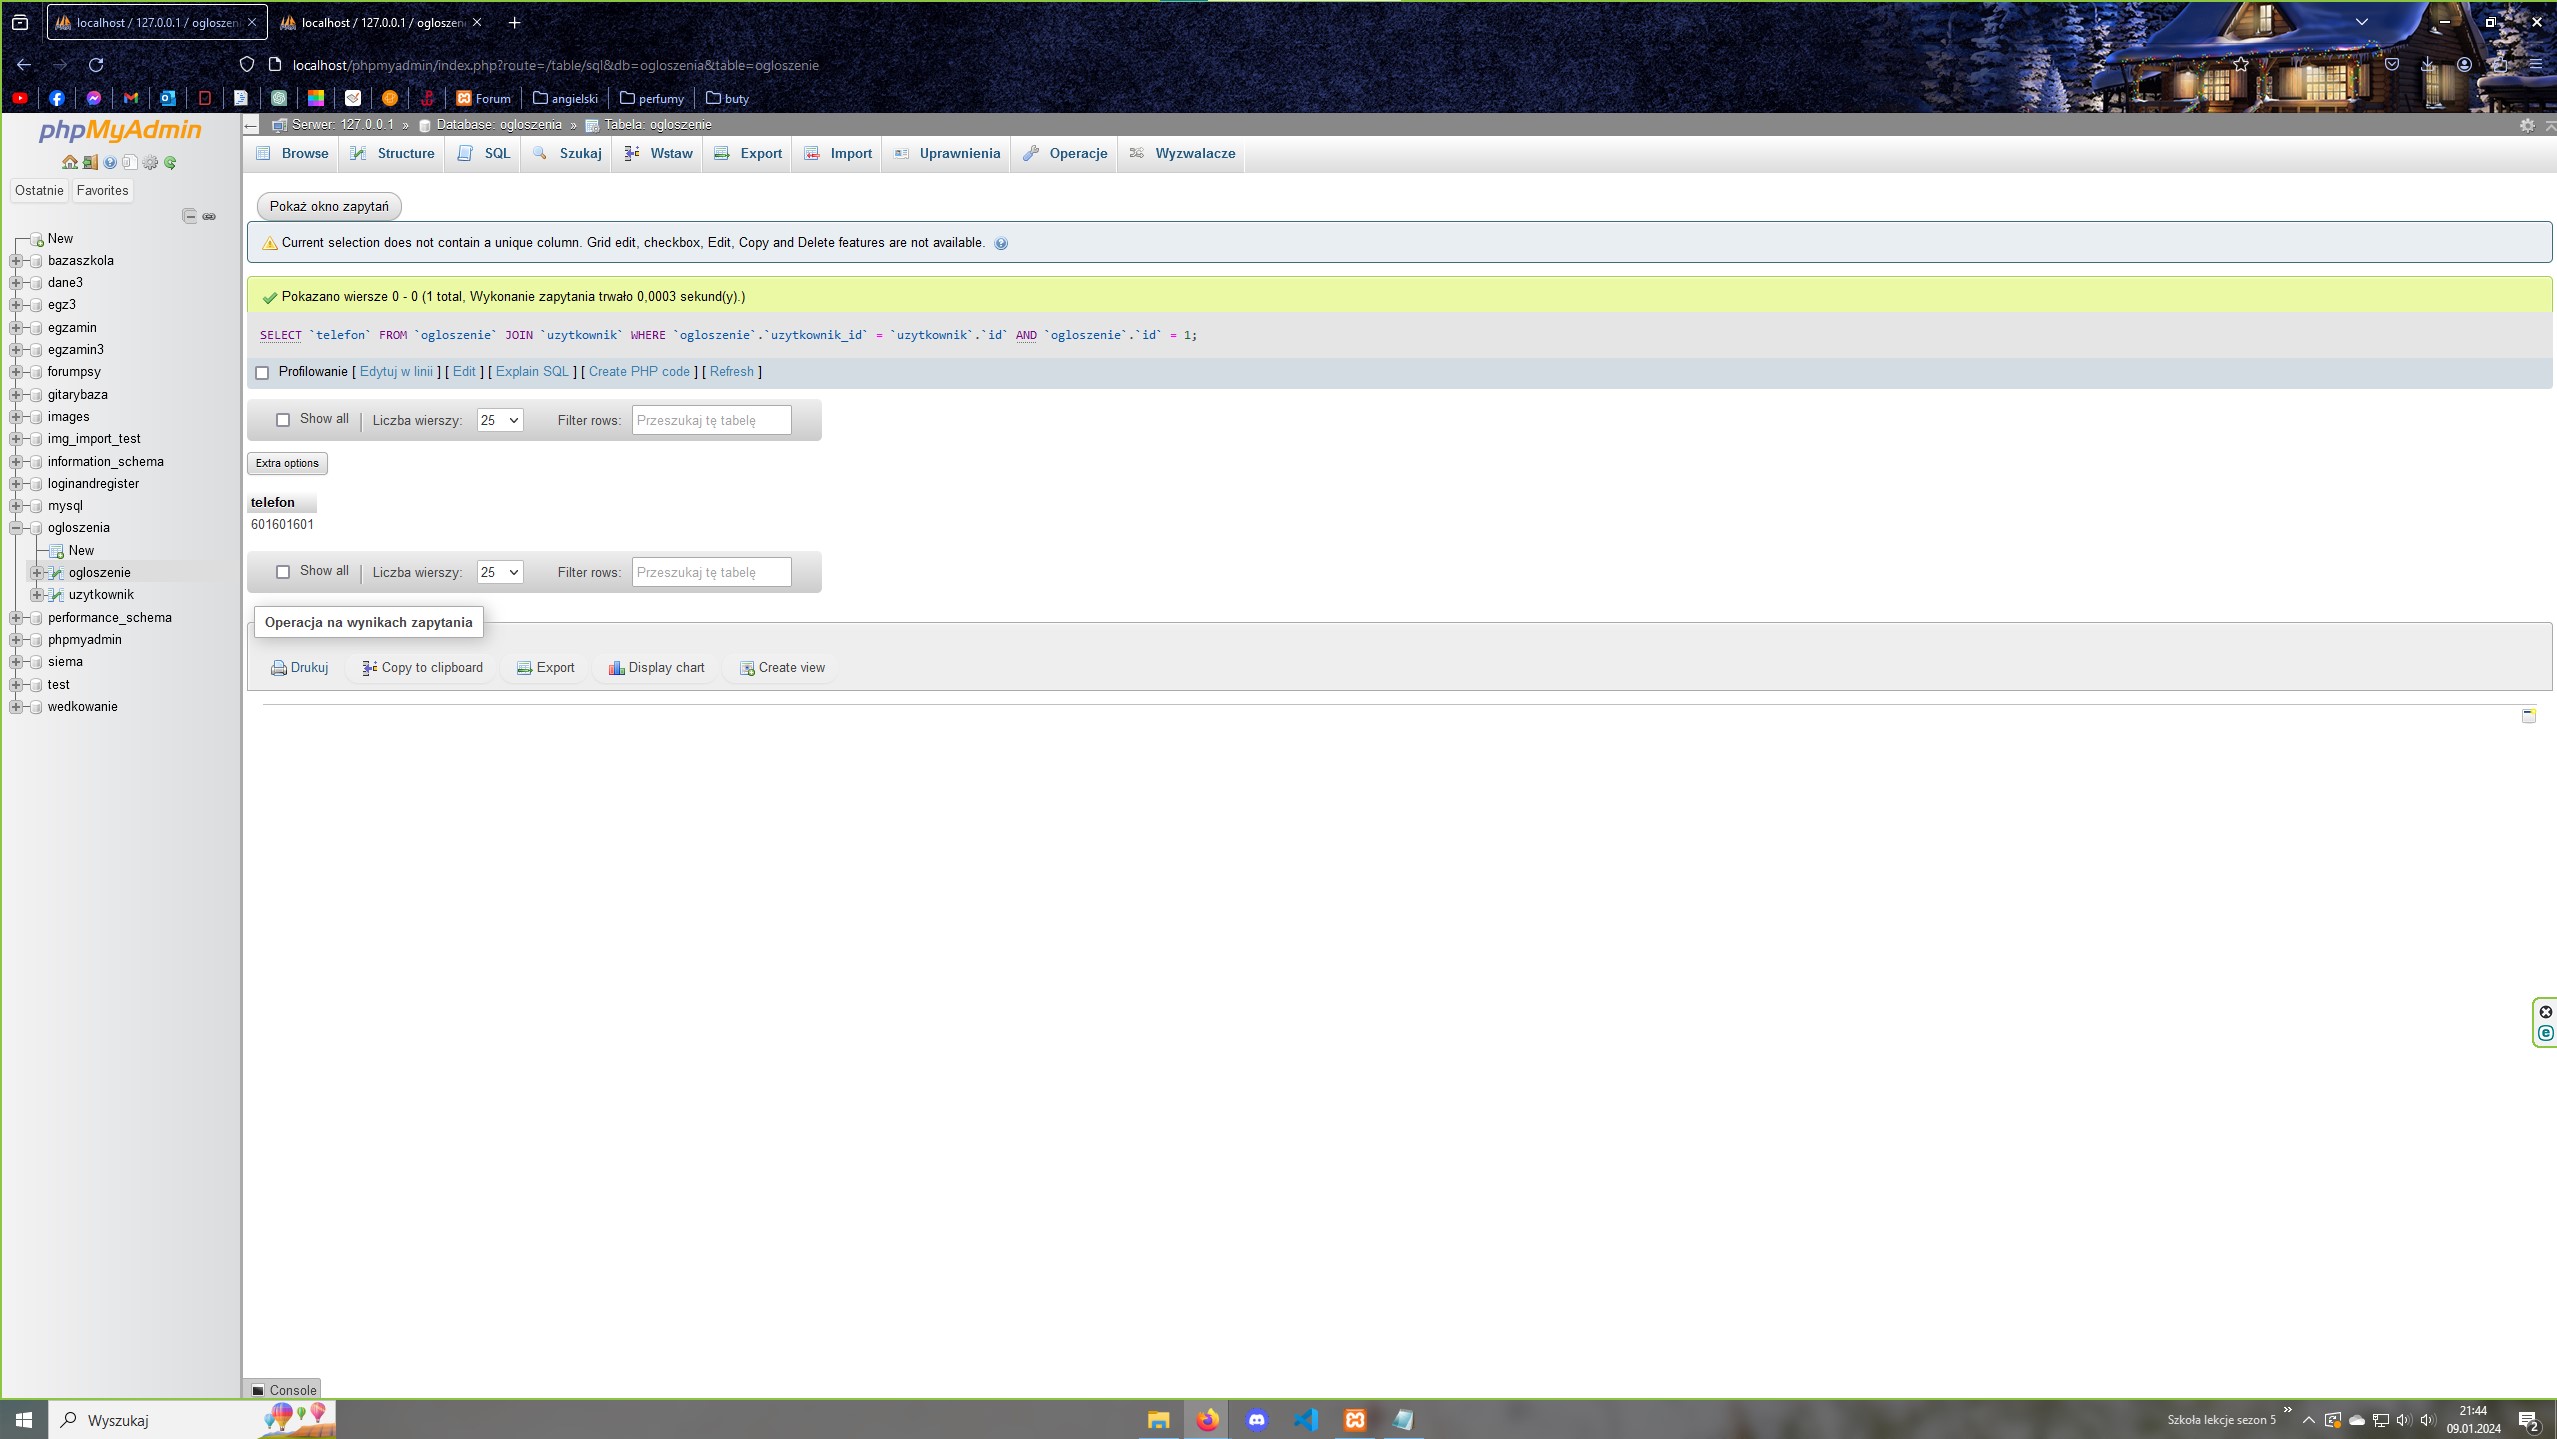 localhost / 127.0.0.1 / ogloszeni
localhost / 127.0.0.1 / ogloszeni
localhost/phpmyadmin/index.php?route=/table/sql&db=ogloszenia&table=ogloszenie
Forum
angielski
perfumy
buty
phpMyAdmin
Ostatnie
Favorites
New
bazaszkola
dane3
egz3
egzamin
egzamin3
forumpsy
gitarybaza
images
img_import_test
information_schema
loginandregister
mysql
ogloszenia
New
ogloszenie
uzytkownik
performance_schema
phpmyadmin
siema
test
wedkowanie
Serwer: 127.0.0.1 » Database: ogloszenia » Tabela: ogloszenie
Browse
Structure
SQL
Szukaj
Wstaw
Export
Import
Uprawnienia
Operacje
Wyzwalacze
Pokaż okno zapytań
Current selection does not contain a unique column. Grid edit, checkbox, Edit, Copy and Delete features are not available.
Pokazano wiersze 0 - 0 (1 total, Wykonanie zapytania trwało 0,0003 sekund(y).)
SELECT `telefon` FROM `ogloszenie` JOIN `uzytkownik` WHERE `ogloszenie`.`uzytkownik_id` = `uzytkownik`.`id` AND `ogloszenie`.`id` = 1;
Profilowanie [ Edytuj w linii ] [ Edit ] [ Explain SQL ] [ Create PHP code ] [ Refresh ]
Show all | Liczba wierszy: 25 Filter rows: Przeszukaj tę tabelę
Extra options
telefon
601601601
Show all | Liczba wierszy: 25 Filter rows: Przeszukaj tę tabelę
Operacja na wynikach zapytania
Drukuj
Copy to clipboard
Export
Display chart
Create view
Console
Wyszukaj
Szkoła lekcje sezon 5
21:44
09.01.2024
2